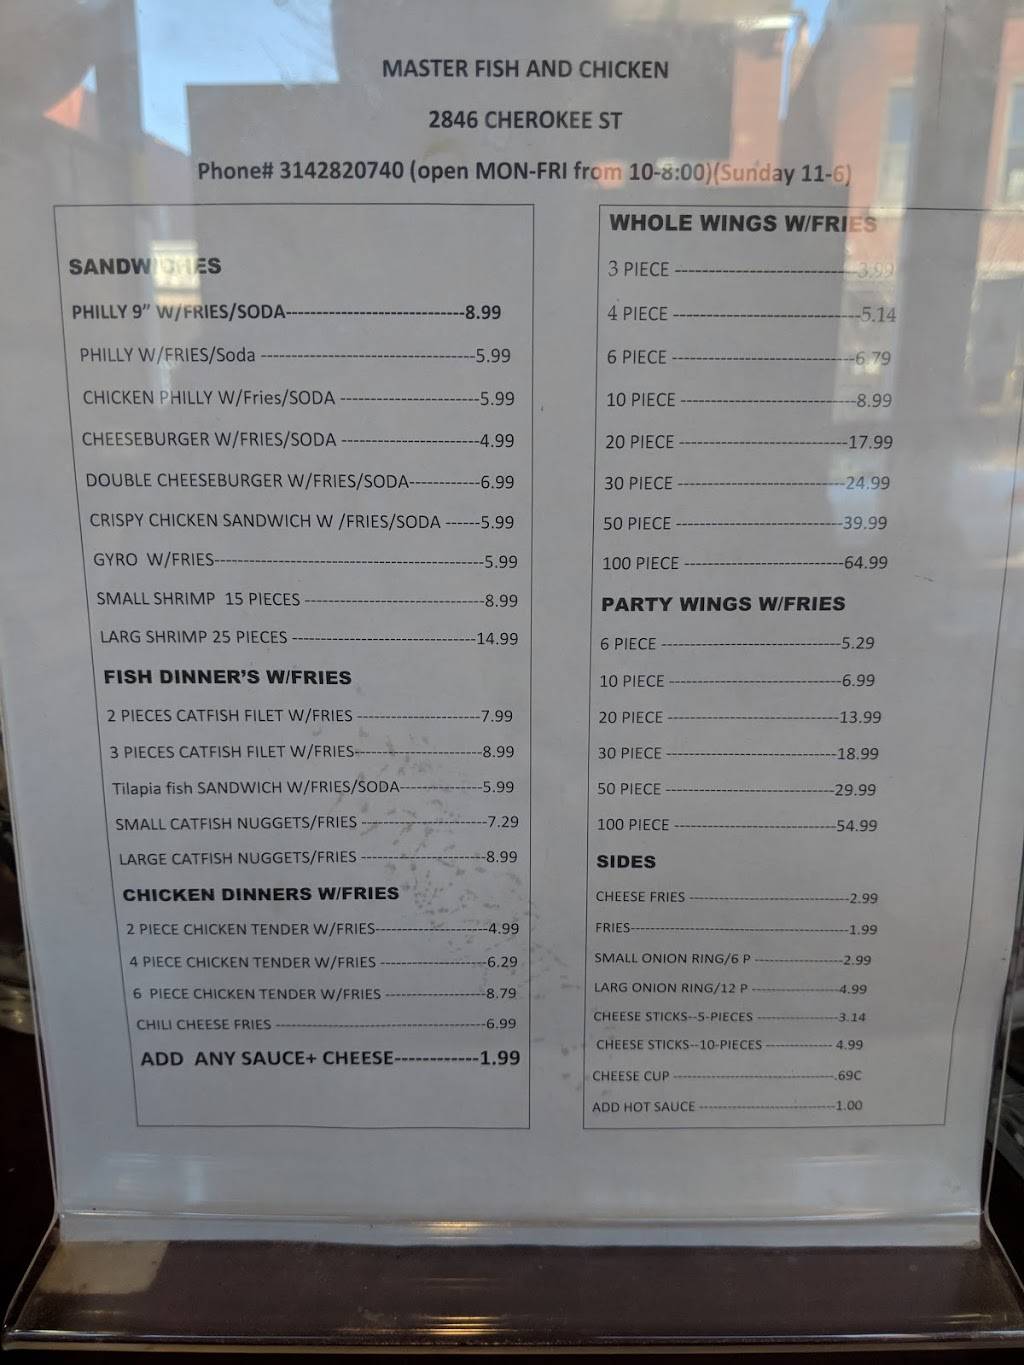 MASTER FISH AND CHICKEN
2846 CHEROKEE ST
Phone# 3142820740 (open MON-FRI from 10-8:00)(Sunday 11-6)
SANDWICHES
PHILLY 9” W/FRIES/SODA----------------------------8.99
PHILLY W/FRIES/Soda -----------------------------------5.99
CHICKEN PHILLY W/Fries/SODA -----------------------5.99
CHEESEBURGER W/FRIES/SODA -----------------------4.99
DOUBLE CHEESEBURGER W/FRIES/SODA------------6.99
CRISPY CHICKEN SANDWICH W /FRIES/SODA ------5.99
GYRO W/FRIES---------------------------------------------5.99
SMALL SHRIMP 15 PIECES ------------------------------8.99
LARG SHRIMP 25 PIECES -------------------------------14.99
FISH DINNER’S W/FRIES
2 PIECES CATFISH FILET W/FRIES ---------------------7.99
3 PIECES CATFISH FILET W/FRIES----------------------8.99
Tilapia fish SANDWICH W/FRIES/SODA--------------5.99
SMALL CATFISH NUGGETS/FRIES ---------------------7.29
LARGE CATFISH NUGGETS/FRIES ---------------------8.99
CHICKEN DINNERS W/FRIES
2 PIECE CHICKEN TENDER W/FRIES--------------------4.99
4 PIECE CHICKEN TENDER W/FRIES -------------------6.29
6 PIECE CHICKEN TENDER W/FRIES ------------------8.79
CHILI CHEESE FRIES --------------------------------------6.99
ADD ANY SAUCE+ CHEESE------------1.99
WHOLE WINGS W/FRIES
3 PIECE ------------------------------3.99
4 PIECE -------------------------------5.14
6 PIECE ------------------------------6.79
10 PIECE -----------------------------8.99
20 PIECE ----------------------------17.99
30 PIECE ----------------------------24.99
50 PIECE ----------------------------39.99
100 PIECE --------------------------64.99
PARTY WINGS W/FRIES
6 PIECE ------------------------------5.29
10 PIECE -----------------------------6.99
20 PIECE -----------------------------13.99
30 PIECE -----------------------------18.99
50 PIECE -----------------------------29.99
100 PIECE ---------------------------54.99
SIDES
CHEESE FRIES -----------------------------2.99
FRIES----------------------------------------1.99
SMALL ONION RING/6 P ----------------2.99
LARG ONION RING/12 P ----------------4.99
CHEESE STICKS--5-PIECES ---------------3.14
CHEESE STICKS--10-PIECES ------------- 4.99
CHEESE CUP -------------------------------.69C
ADD HOT SAUCE --------------------------1.00